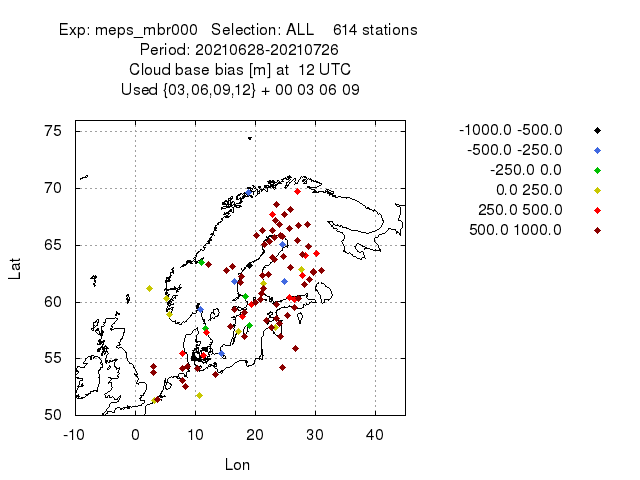 Exp: meps_mbr000 Selection: ALL 614 stations
Period: 20210628-20210726
Cloud base bias [m] at 12 UTC
Used {03,06,09,12} + 00 03 06 09
75
70
65
60
55
50
Lat
-10 0 10 20 30 40
Lon
-1000.0 -500.0
-500.0 -250.0
-250.0 0.0
0.0 250.0
250.0 500.0
500.0 1000.0